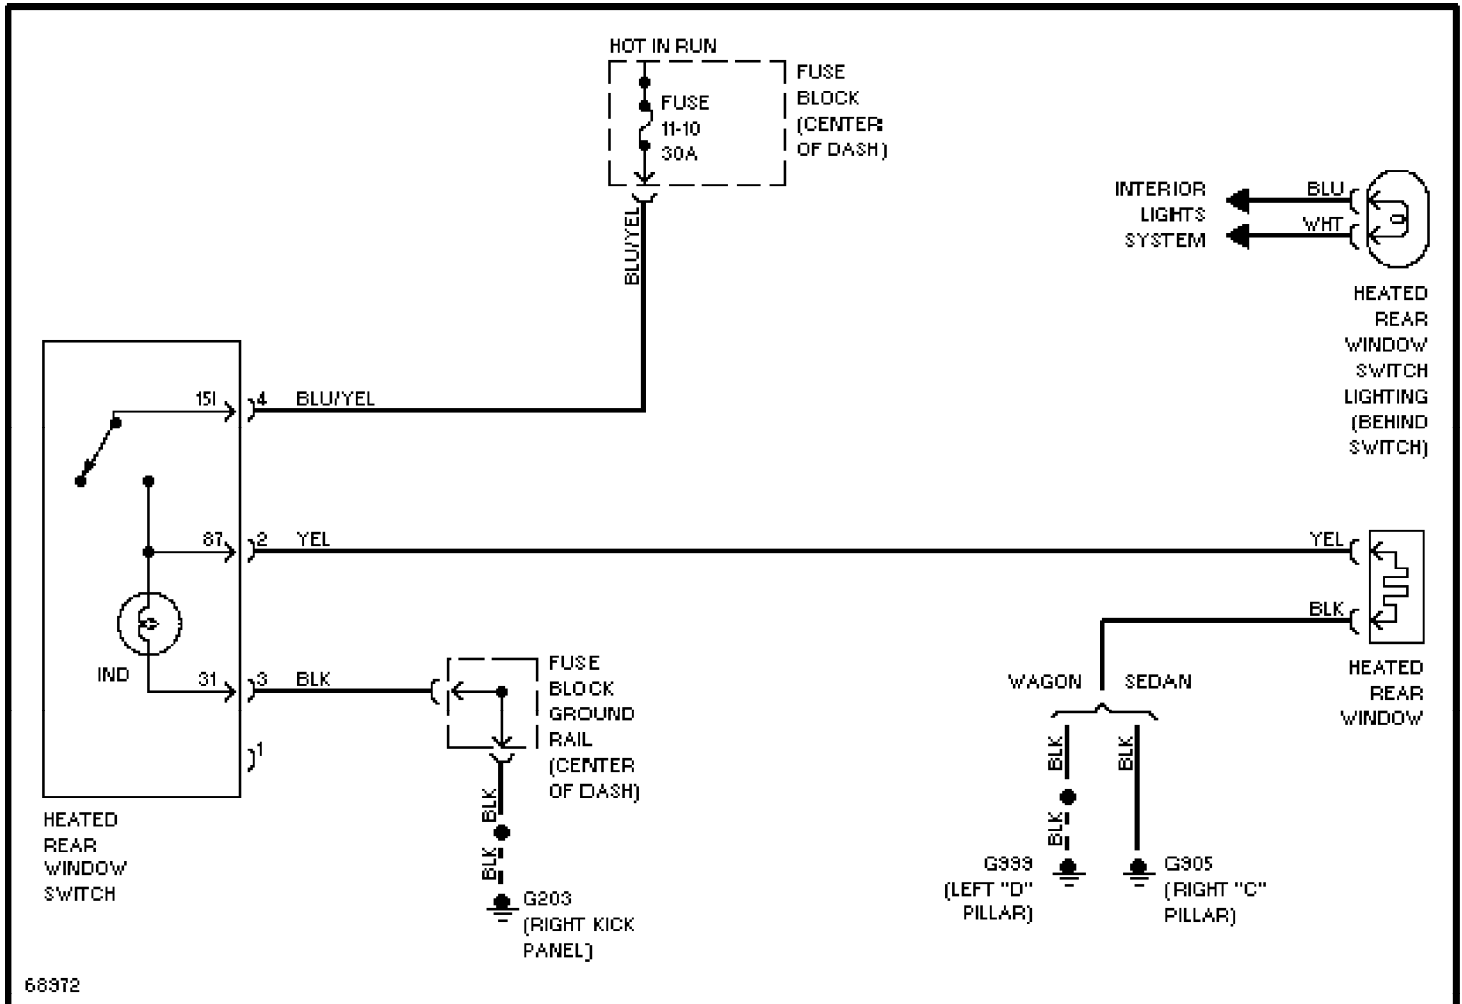 HOT IN RUN
FUSE
11-10
30A
FUSE
BLOCK
(CENTER
OF DASH)
BLU/YEL
INTERIOR
LIGHTS
SYSTEM
BLU
WHT
HEATED
REAR
WINDOW
SWITCH
LIGHTING
(BEHIND
SWITCH)
15I 4 BLU/YEL
87 2 YEL
YEL
BLK
HEATED
REAR
WINDOW
IND
31 3 BLK
1
HEATED
REAR
WINDOW
SWITCH
FUSE
BLOCK
GROUND
RAIL
(CENTER
OF DASH)
BLK
BLK
G203
(RIGHT KICK
PANEL)
WAGON SEDAN
BLK
BLK
BLK
G999
(LEFT "D"
PILLAR)
G905
(RIGHT "C"
PILLAR)
68972